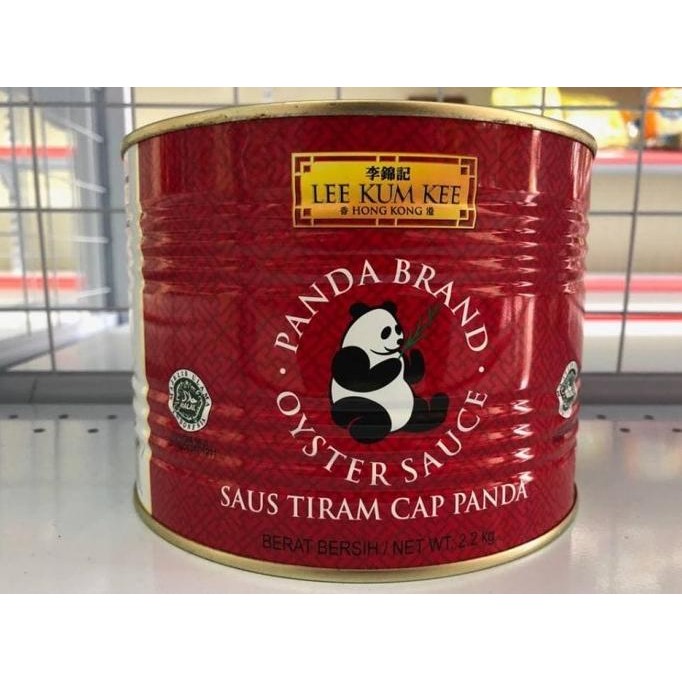 李錦記
LEE KUM KEE
香 HONG KONG 港
· PANDA BRAND ·
OYSTER SAUCE
HALAL
SAUS TIRAM CAP PANDA
BERAT BERSIH / NET WT: 2.2 kg